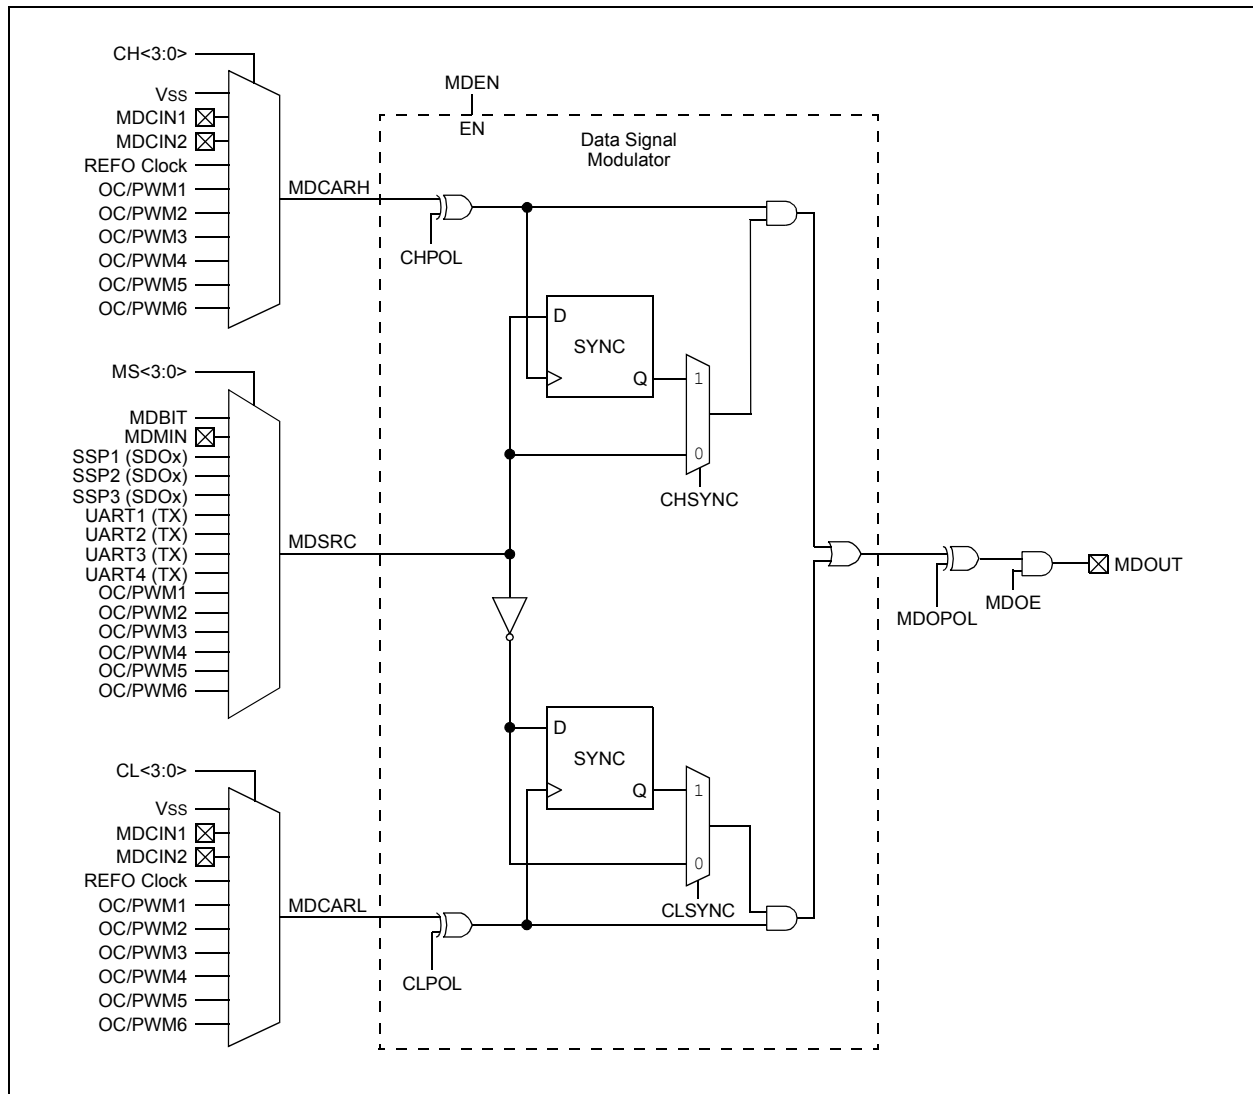 CH<3:0>
VSS
MDCIN1
MDCIN2
REFO Clock
OC/PWM1
OC/PWM2
OC/PWM3
OC/PWM4
OC/PWM5
OC/PWM6
MDCARH
MDEN
EN
Data Signal
Modulator
CHPOL
D
SYNC
Q
1
0
CHSYNC
MS<3:0>
MDBIT
MDMIN
SSP1 (SDOx)
SSP2 (SDOx)
SSP3 (SDOx)
UART1 (TX)
UART2 (TX)
UART3 (TX)
UART4 (TX)
OC/PWM1
OC/PWM2
OC/PWM3
OC/PWM4
OC/PWM5
OC/PWM6
MDSRC
MDOPOL
MDOE
MDOUT
D
SYNC
Q
1
0
CLSYNC
CL<3:0>
VSS
MDCIN1
MDCIN2
REFO Clock
OC/PWM1
OC/PWM2
OC/PWM3
OC/PWM4
OC/PWM5
OC/PWM6
MDCARL
CLPOL